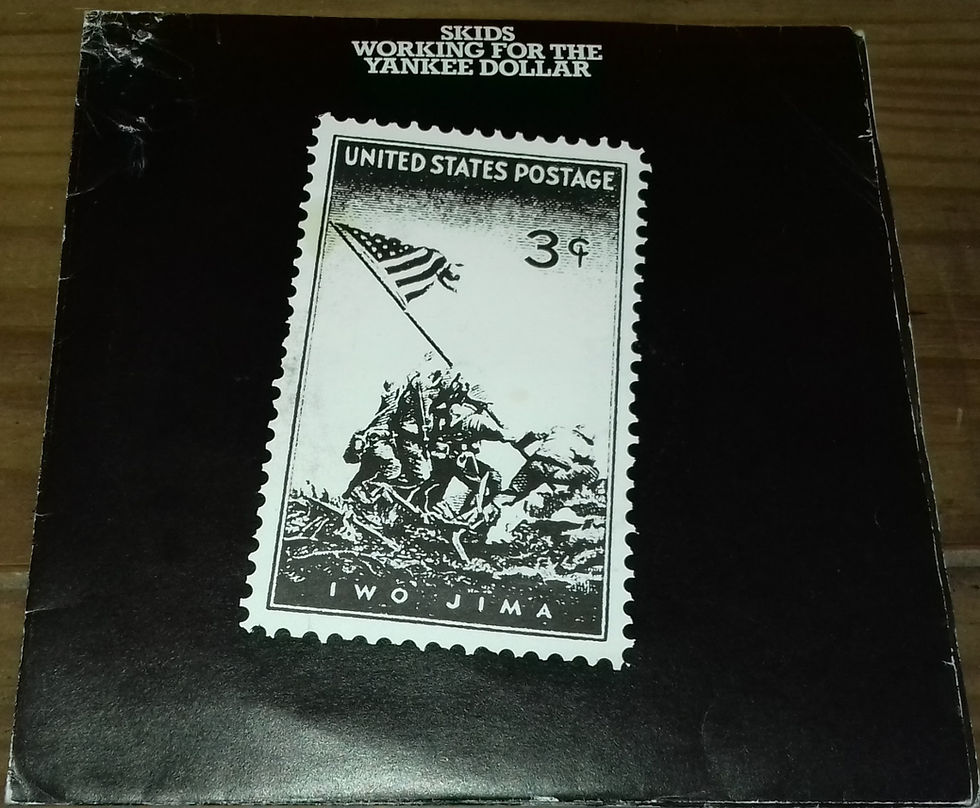 SKIDS
WORKING FOR THE
YANKEE DOLLAR
UNITED STATES POSTAGE
3¢
IWO JIMA